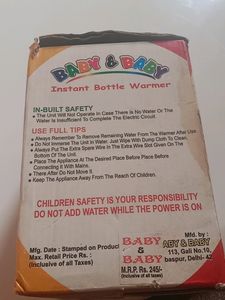 BABY & BABY
Instant Bottle Warmer
IN-BUILT SAFETY
The Unit Will not Operate in Case There is No Water or The
Water is Insufficient To Complete The Electric Circuit.
USE FULL TIPS
Always Remember To Remove Remaining Water From The Warmer After Use
Do Not Immerse the Unit in Water. Just Wipe with Dump Cloth To Clean
Always Put the Extra Spare Wire in the Extra Wire Slot Given on The
Bottom Of the Unit.
Place The Appliance At the Desired Place Before Place Before
Connecting it With Mains.
There After Do Not Move it
Keep The Appliance Away From The Reach Of Children.
CHILDREN SAFETY IS YOUR RESPONSIBILITY
DO NOT ADD WATER WHILE THE POWER IS ON
Mfg. Date : Stamped on Product
Max. Retail Price Rs. :
(Inclusive of all Taxes)
BABY
&
BABY
M.R.P. Rs. 245/-
(Inclusive of all Taxes)
Mfd. by :
ABY & BABY
113, Gali No.
baspur, Delhi- 42